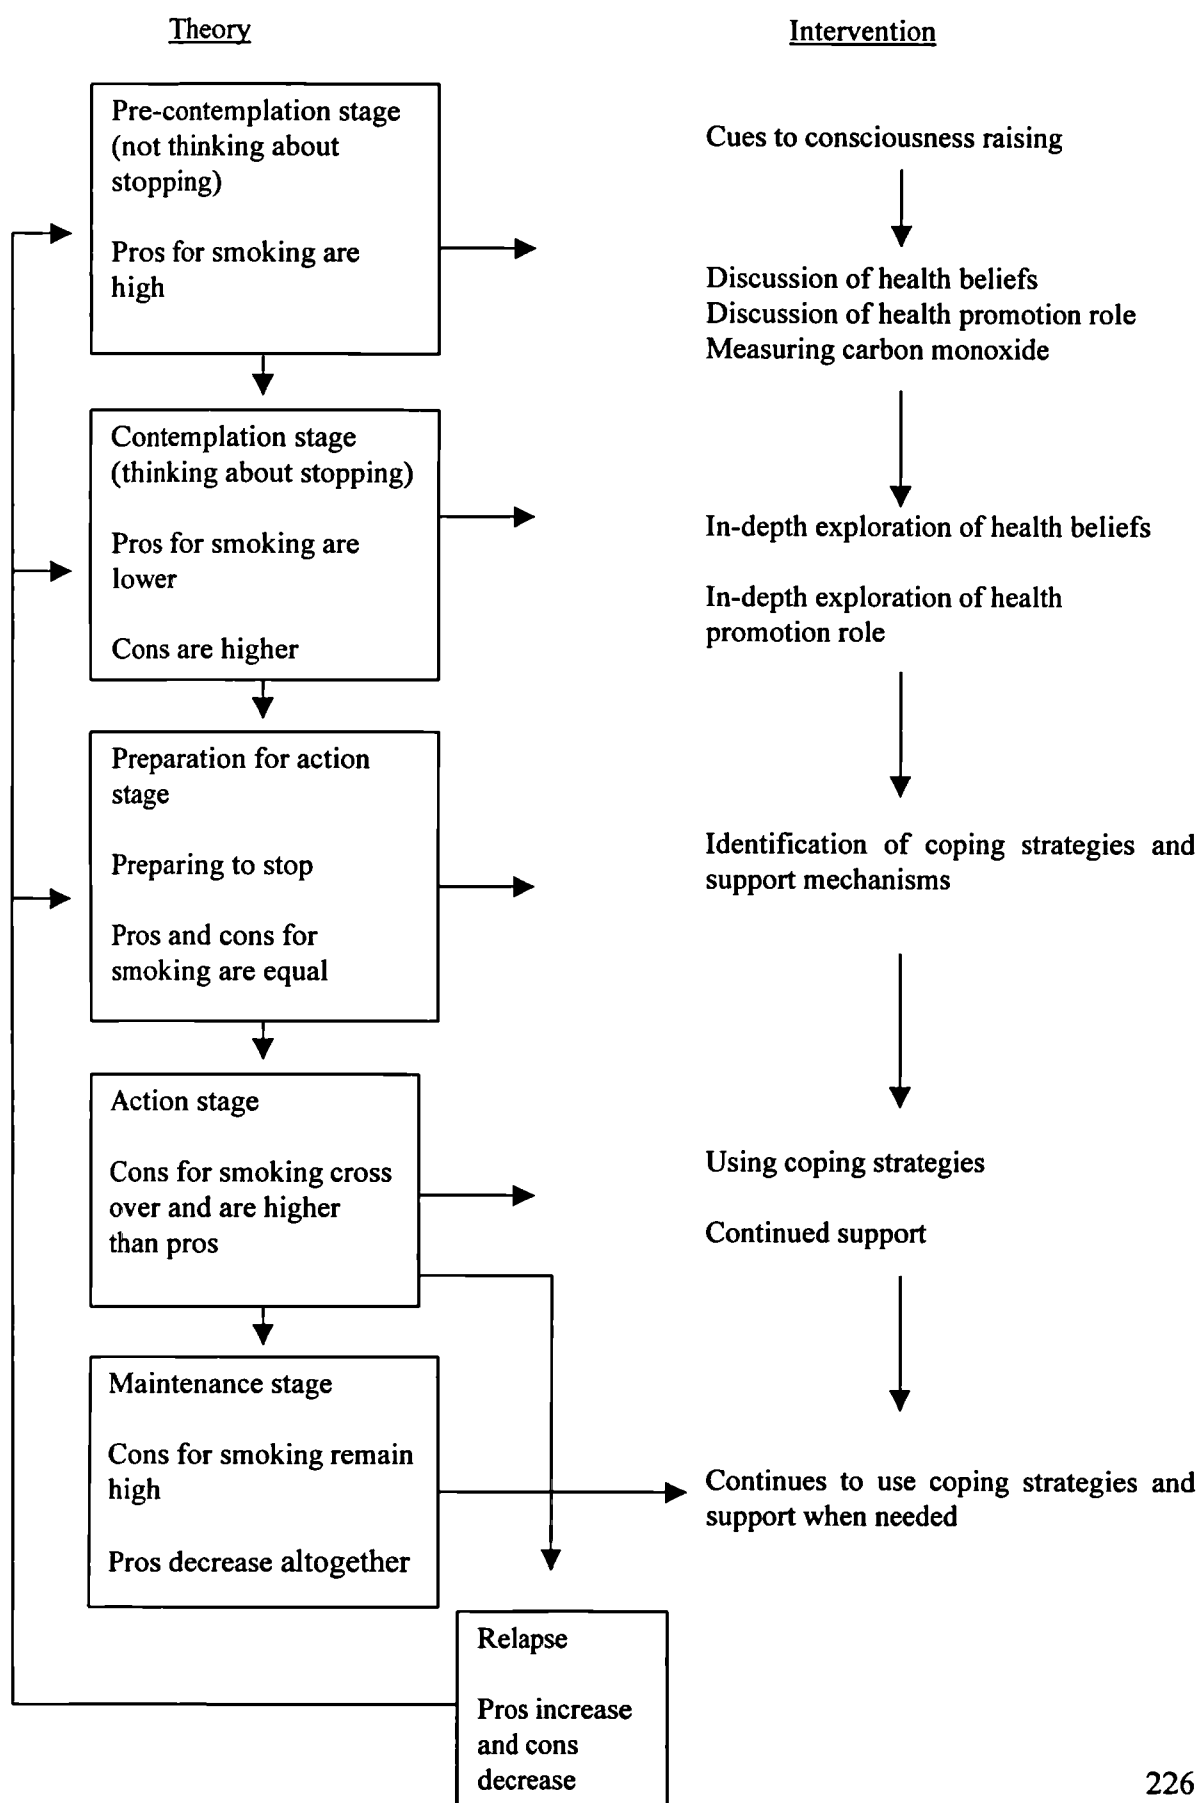 Theory
Intervention
Pre-contemplation stage
(not thinking about
stopping)
Pros for smoking are
high
Cues to consciousness raising
Discussion of health beliefs
Discussion of health promotion role
Measuring carbon monoxide
Contemplation stage
(thinking about stopping)
Pros for smoking are
lower
Cons are higher
In-depth exploration of health beliefs
In-depth exploration of health
promotion role
Preparation for action
stage
Preparing to stop
Pros and cons for
smoking are equal
Identification of coping strategies and
support mechanisms
Action stage
Cons for smoking cross
over and are higher
than pros
Using coping strategies
Continued support
Maintenance stage
Cons for smoking remain
high
Pros decrease altogether
Continues to use coping strategies and
support when needed
Relapse
Pros increase
and cons
decrease
226